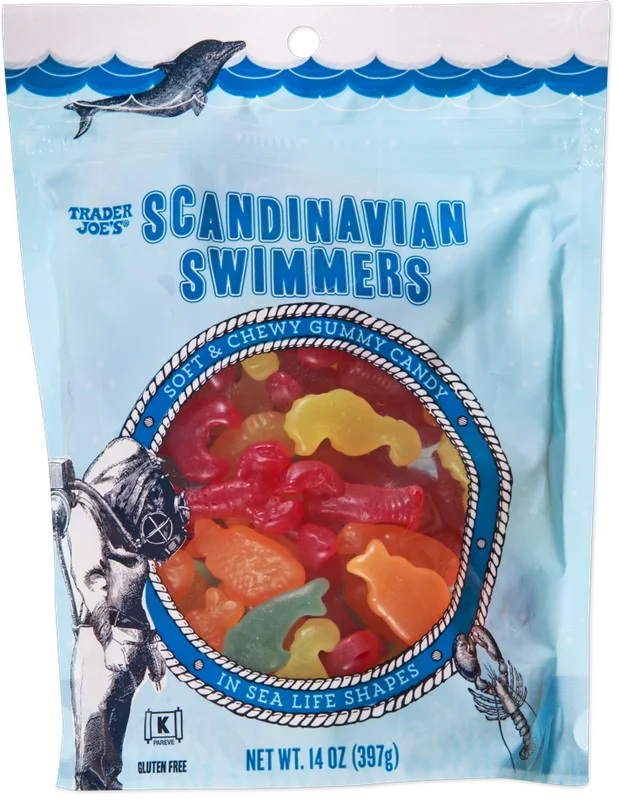 TRADER
JOE'S®
SCANDINAVIAN
SWIMMERS
SOFT & CHEWY GUMMY CANDY
IN SEA LIFE SHAPES
K
PAREVE
GLUTEN FREE
NET WT. 14 OZ (397g)